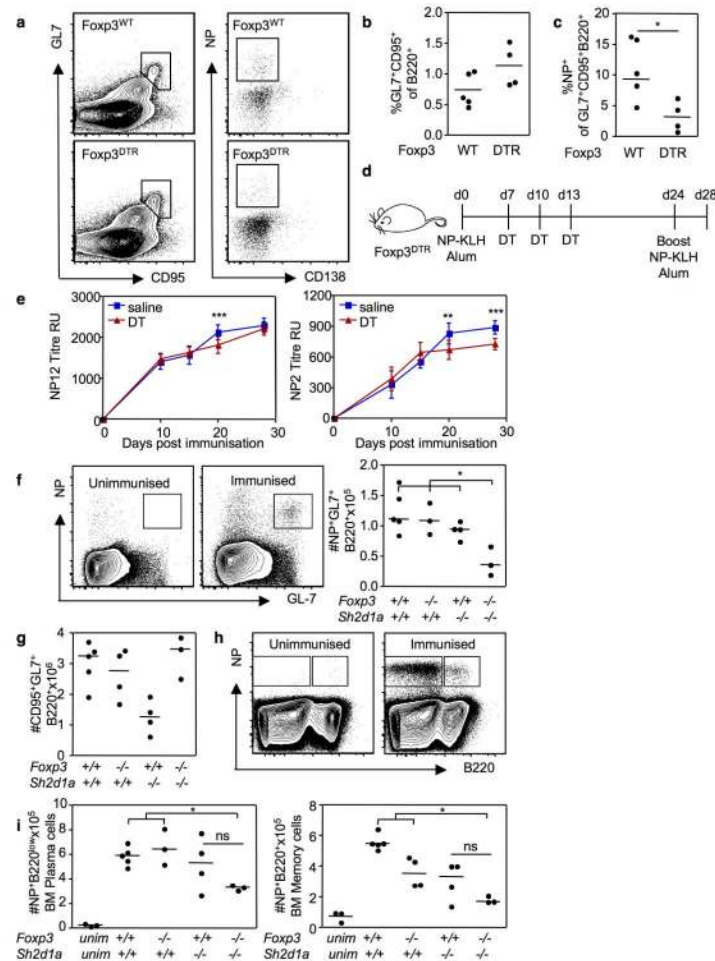 a
Foxp3WT
Foxp3WT
GL7
NP
Foxp3DTR
Foxp3DTR
CD95
CD138
b
%GL7+CD95+
of B220+
2.0
1.5
1.0
0.5
0.0
Foxp3 WT DTR
c
%NP+
of GL7+CD95+B220+
20
15
10
5
0
*
Foxp3 WT DTR
d
d0 d7 d10 d13 d24 d28
Foxp3DTR
NP-KLH DT DT DT Boost
Alum NP-KLH
Alum
e
NP12 Titre RU
3000
2000
1000
0
saline
DT
***
0 10 20 30
Days post immunisation
NP2 Titre RU
900
600
300
0
saline
DT
** ***
0 10 20 30
Days post immunisation
f
NP
Unimmunised
Immunised
GL-7
#NP+GL7+
B220+x10⁵
2.0
1.5
1.0
0.5
0.0
*
Foxp3 +/+ -/- +/+ -/-
Sh2d1a +/+ +/+ -/- -/-
g
#CD95+GL7+
B220+x10⁶
4
3
2
1
0
Foxp3 +/+ -/- +/+ -/-
Sh2d1a +/+ +/+ -/- -/-
h
NP
Unimmunised
Immunised
B220
i
#NP+B220lowx10⁵
BM Plasma cells
10
8
6
4
2
0
*
ns
Foxp3 unim +/+ -/- +/+ -/-
Sh2d1a unim +/+ +/+ -/- -/-
#NP+B220+x10⁵
BM Memory cells
8
6
4
2
0
*
ns
Foxp3 unim +/+ -/- +/+ -/-
Sh2d1a unim +/+ +/+ -/- -/-